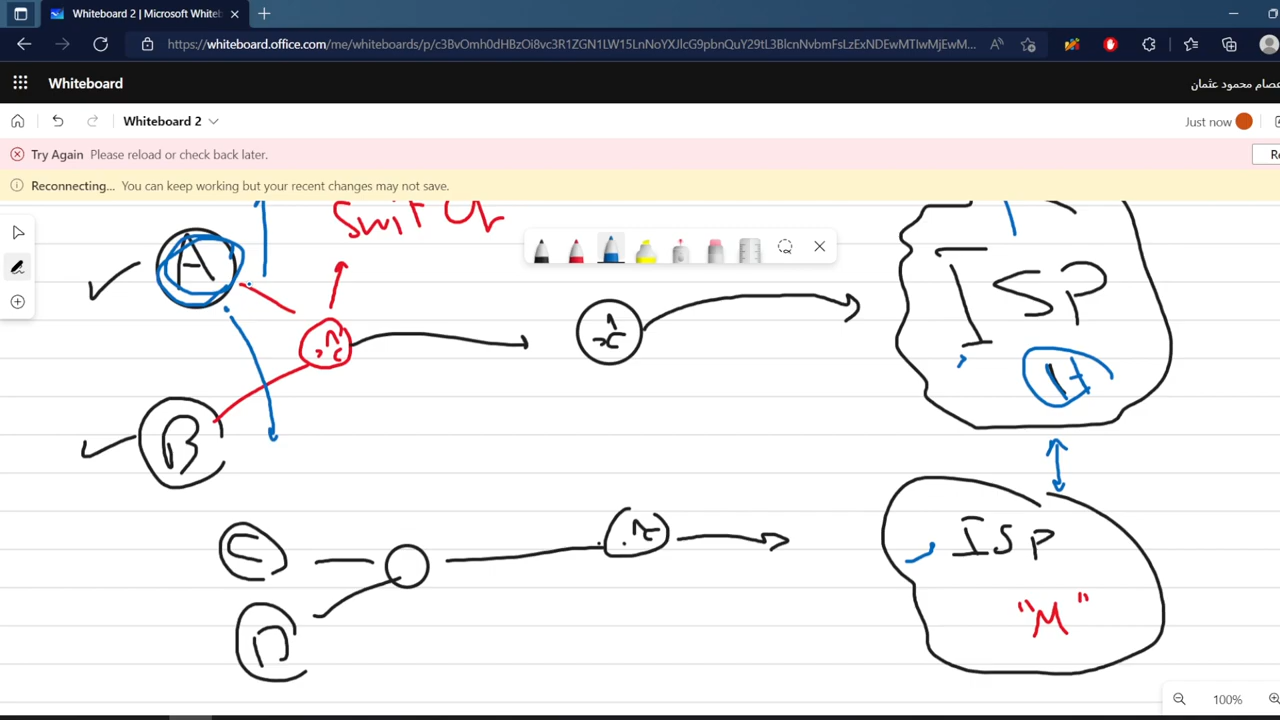 Whiteboard 2 | Microsoft Whiteb
https://whiteboard.office.com/me/whiteboards/p/c3BvOmh0dHBzOi8vc3R1ZGN1LW15LnNoYXJlcG9pbnQuY29tL3BlcnNvbmFsLzExNDEwMTIwMjEwM...
Whiteboard
عصام محمود عثمان
Whiteboard 2
Just now
Try Again Please reload or check back later.
Re
Reconnecting... You can keep working but your recent changes may not save.
Switch
A
ISP
H
B
ISP
"M"
C
D
100%